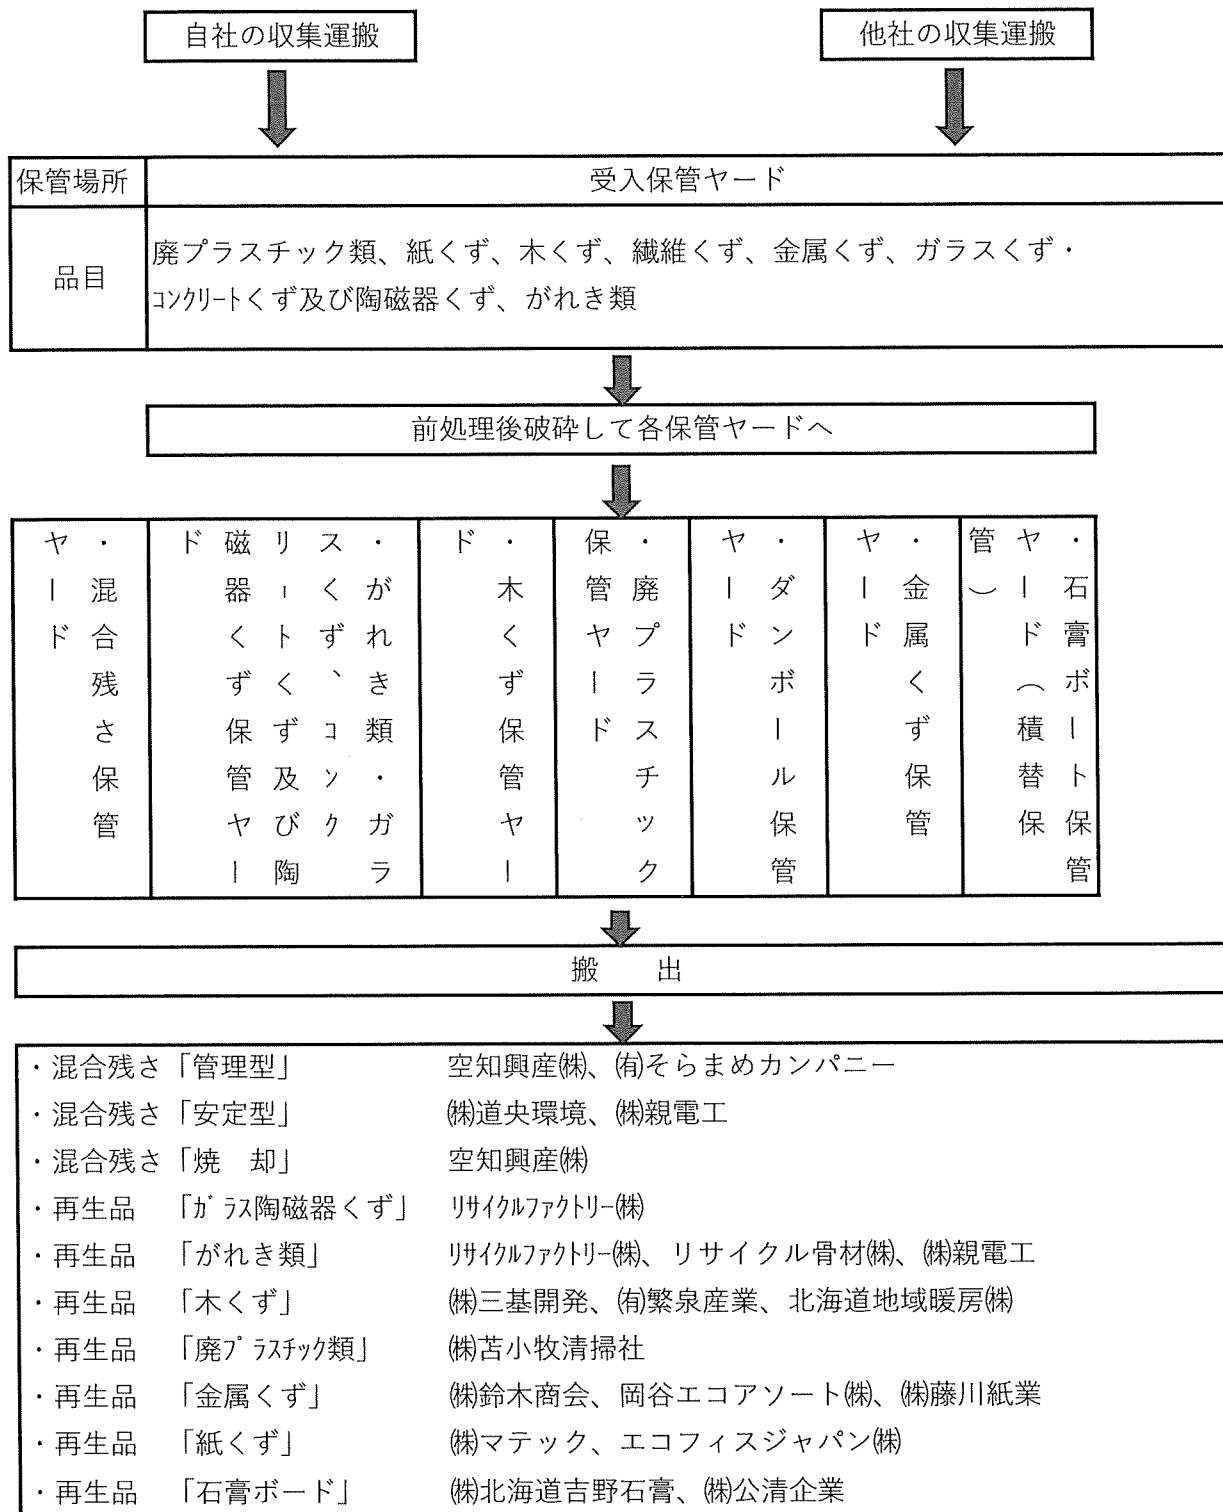 自社の収集運搬
他社の収集運搬
保管場所
受入保管ヤード
品目
廃プラスチック類、紙くず、木くず、繊維くず、金属くず、ガラスくず・
ｺﾝｸﾘｰﾄくず及び陶磁器くず、がれき類
前処理後破砕して各保管ヤードへ
・混合残さ保管
ヤード
・がれき類・ガラ
スくず、ｺﾝｸ
ﾘｰﾄくず及び陶
磁器くず保管ヤー
ド
・木くず保管ヤー
ド
・廃プラスチック
保管ヤード
・ダンボール保管
ヤード
・金属くず保管
ヤード
・石膏ボート保管
ヤード（積替保
管）
搬　出
・混合残さ「管理型」　空知興産㈱、㈲そらまめカンパニー
・混合残さ「安定型」　㈱道央環境、㈱親電工
・混合残さ「焼　却」　空知興産㈱
・再生品　「ｶﾞﾗｽ陶磁器くず」　ﾘｻｲｸﾙﾌｧｸﾄﾘｰ㈱
・再生品　「がれき類」　ﾘｻｲｸﾙﾌｧｸﾄﾘｰ㈱、リサイクル骨材㈱、㈱親電工
・再生品　「木くず」　㈱三基開発、㈲繁泉産業、北海道地域暖房㈱
・再生品　「廃ﾌﾟﾗｽﾁｯｸ類」　㈱苫小牧清掃社
・再生品　「金属くず」　㈱鈴木商会、岡谷エコアソート㈱、㈱藤川紙業
・再生品　「紙くず」　㈱マテック、エコフィスジャパン㈱
・再生品　「石膏ボード」　㈱北海道吉野石膏、㈱公清企業